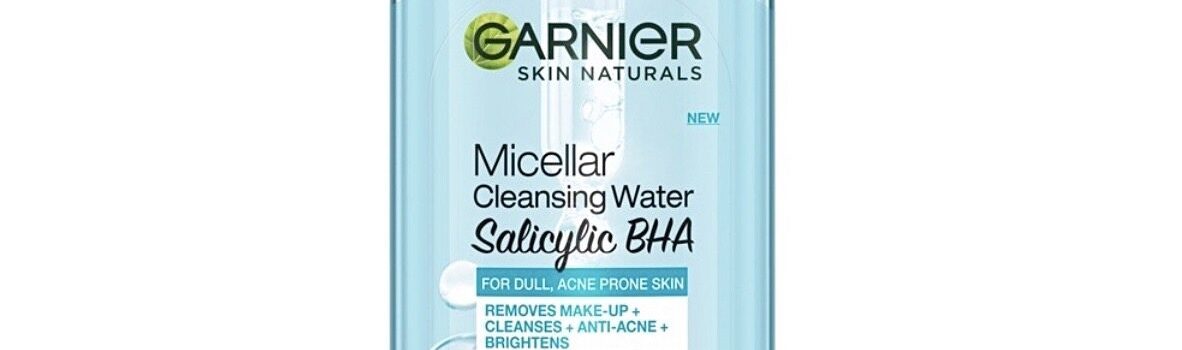 GARNIER
SKIN NATURALS
NEW
Micellar
Cleansing Water
Salicylic BHA
FOR DULL, ACNE PRONE SKIN
REMOVES MAKE-UP +
CLEANSES + ANTI-ACNE +
BRIGHTENS